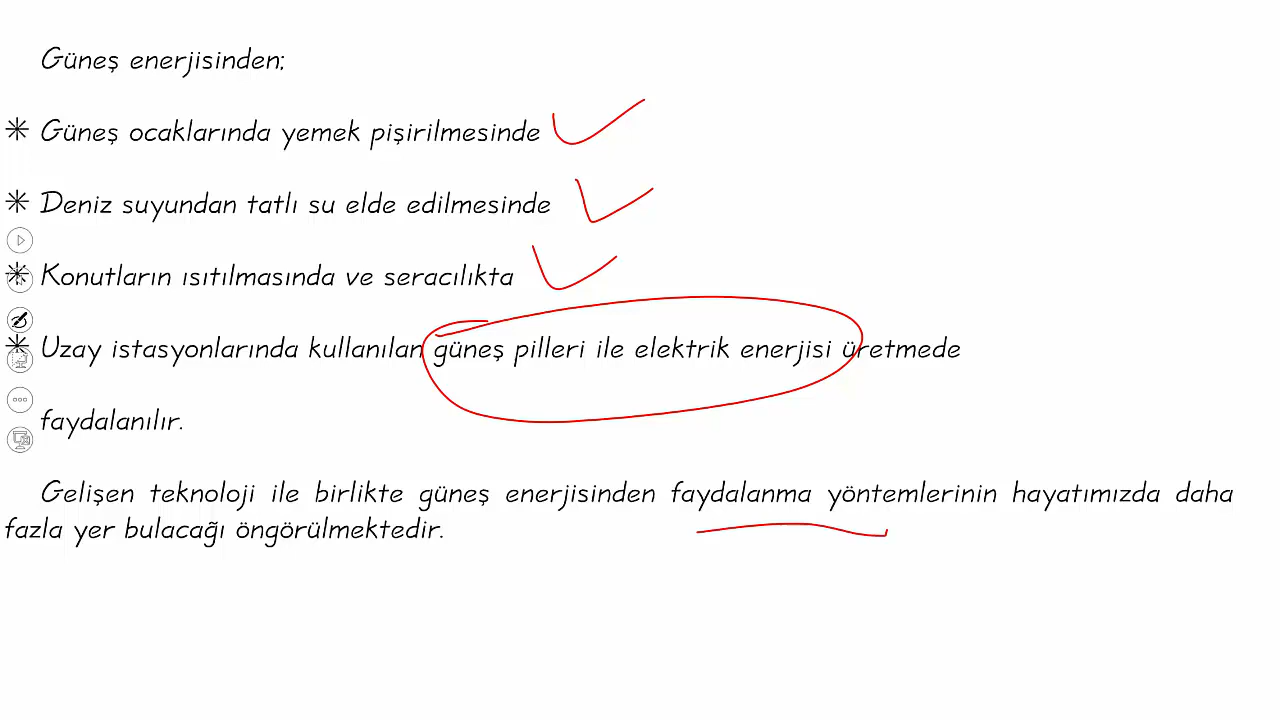 Güneş enerjisinden;
✳ Güneş ocaklarında yemek pişirilmesinde
✳ Deniz suyundan tatlı su elde edilmesinde
✳ Konutların ısıtılmasında ve seracılıkta
✳ Uzay istasyonlarında kullanılan güneş pilleri ile elektrik enerjisi üretmede
faydalanılır.
Gelişen teknoloji ile birlikte güneş enerjisinden faydalanma yöntemlerinin hayatımızda daha
fazla yer bulacağı öngörülmektedir.